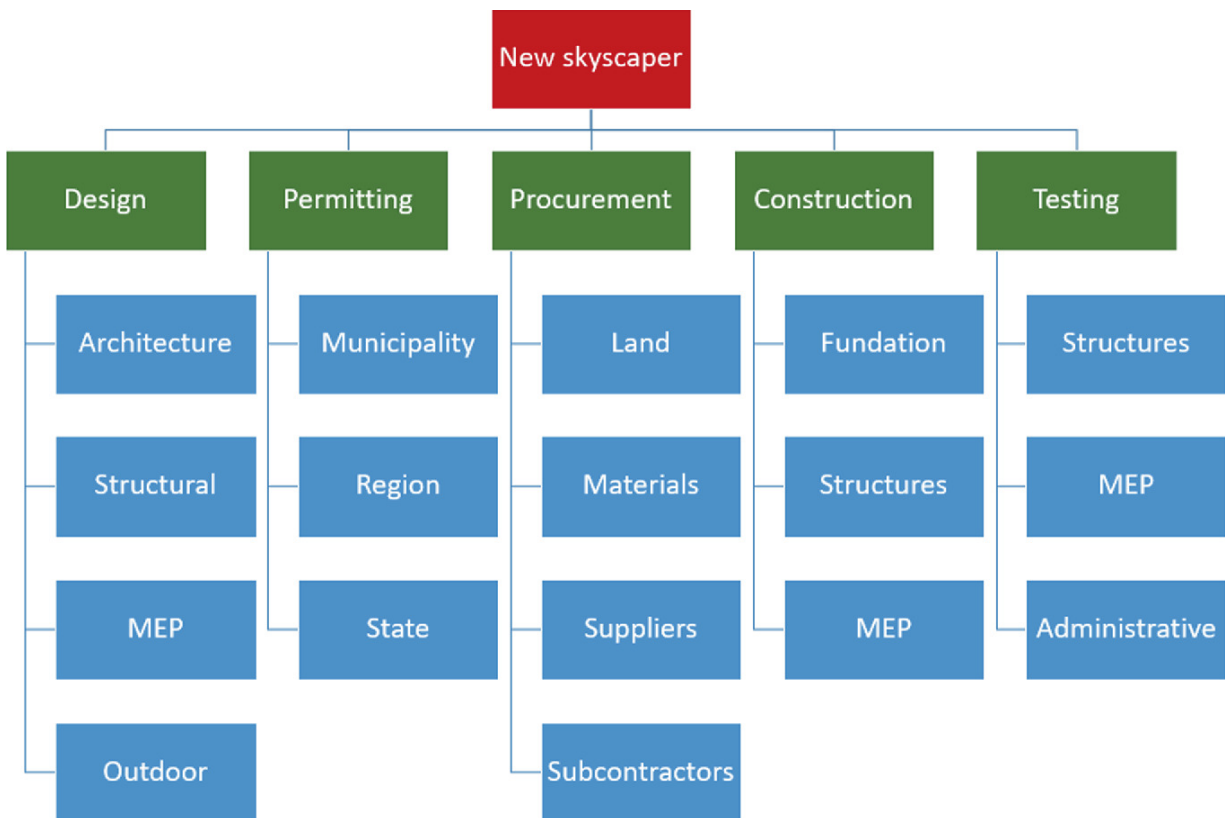 New skyscaper
Design
Permitting
Procurement
Construction
Testing
Architecture
Municipality
Land
Fundation
Structures
Structural
Region
Materials
Structures
MEP
MEP
State
Suppliers
MEP
Administrative
Outdoor
Subcontractors